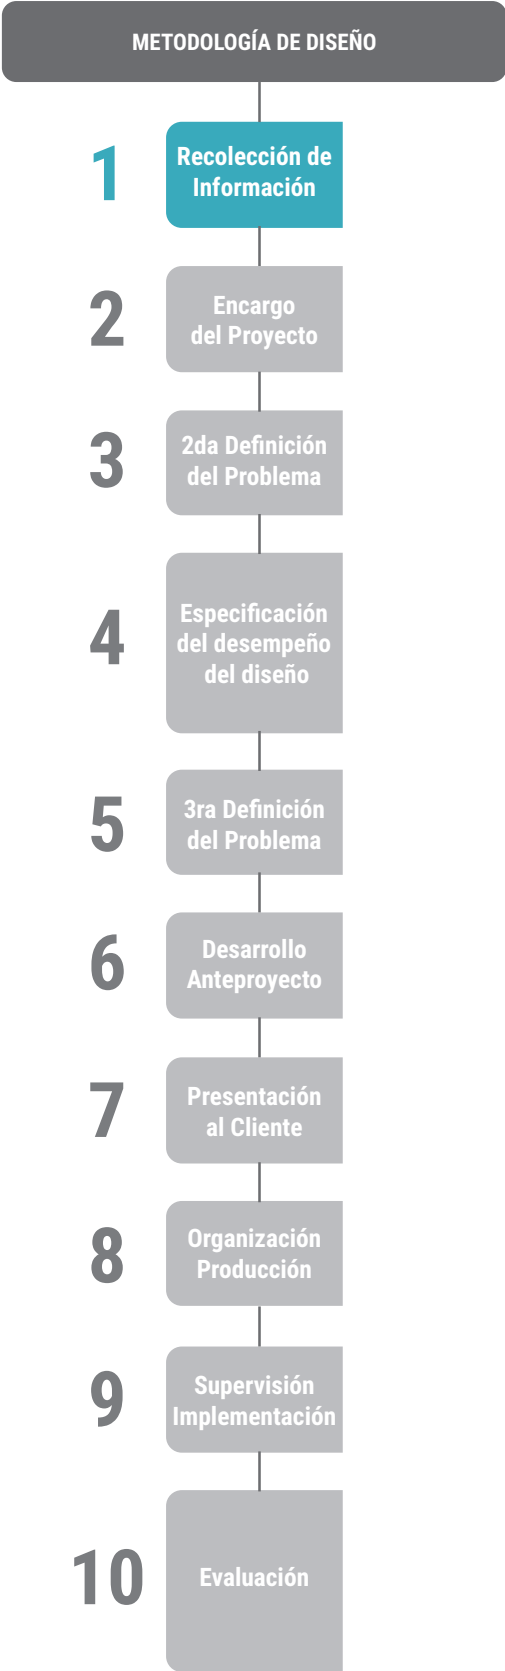 METODOLOGÍA DE DISEÑO
1
Recolección de
Información
2
Encargo
del Proyecto
3
2da Definición
del Problema
4
Especificación
del desempeño
del diseño
5
3ra Definición
del Problema
6
Desarrollo
Anteproyecto
7
Presentación
al Cliente
8
Organización
Producción
9
Supervisión
Implementación
10
Evaluación